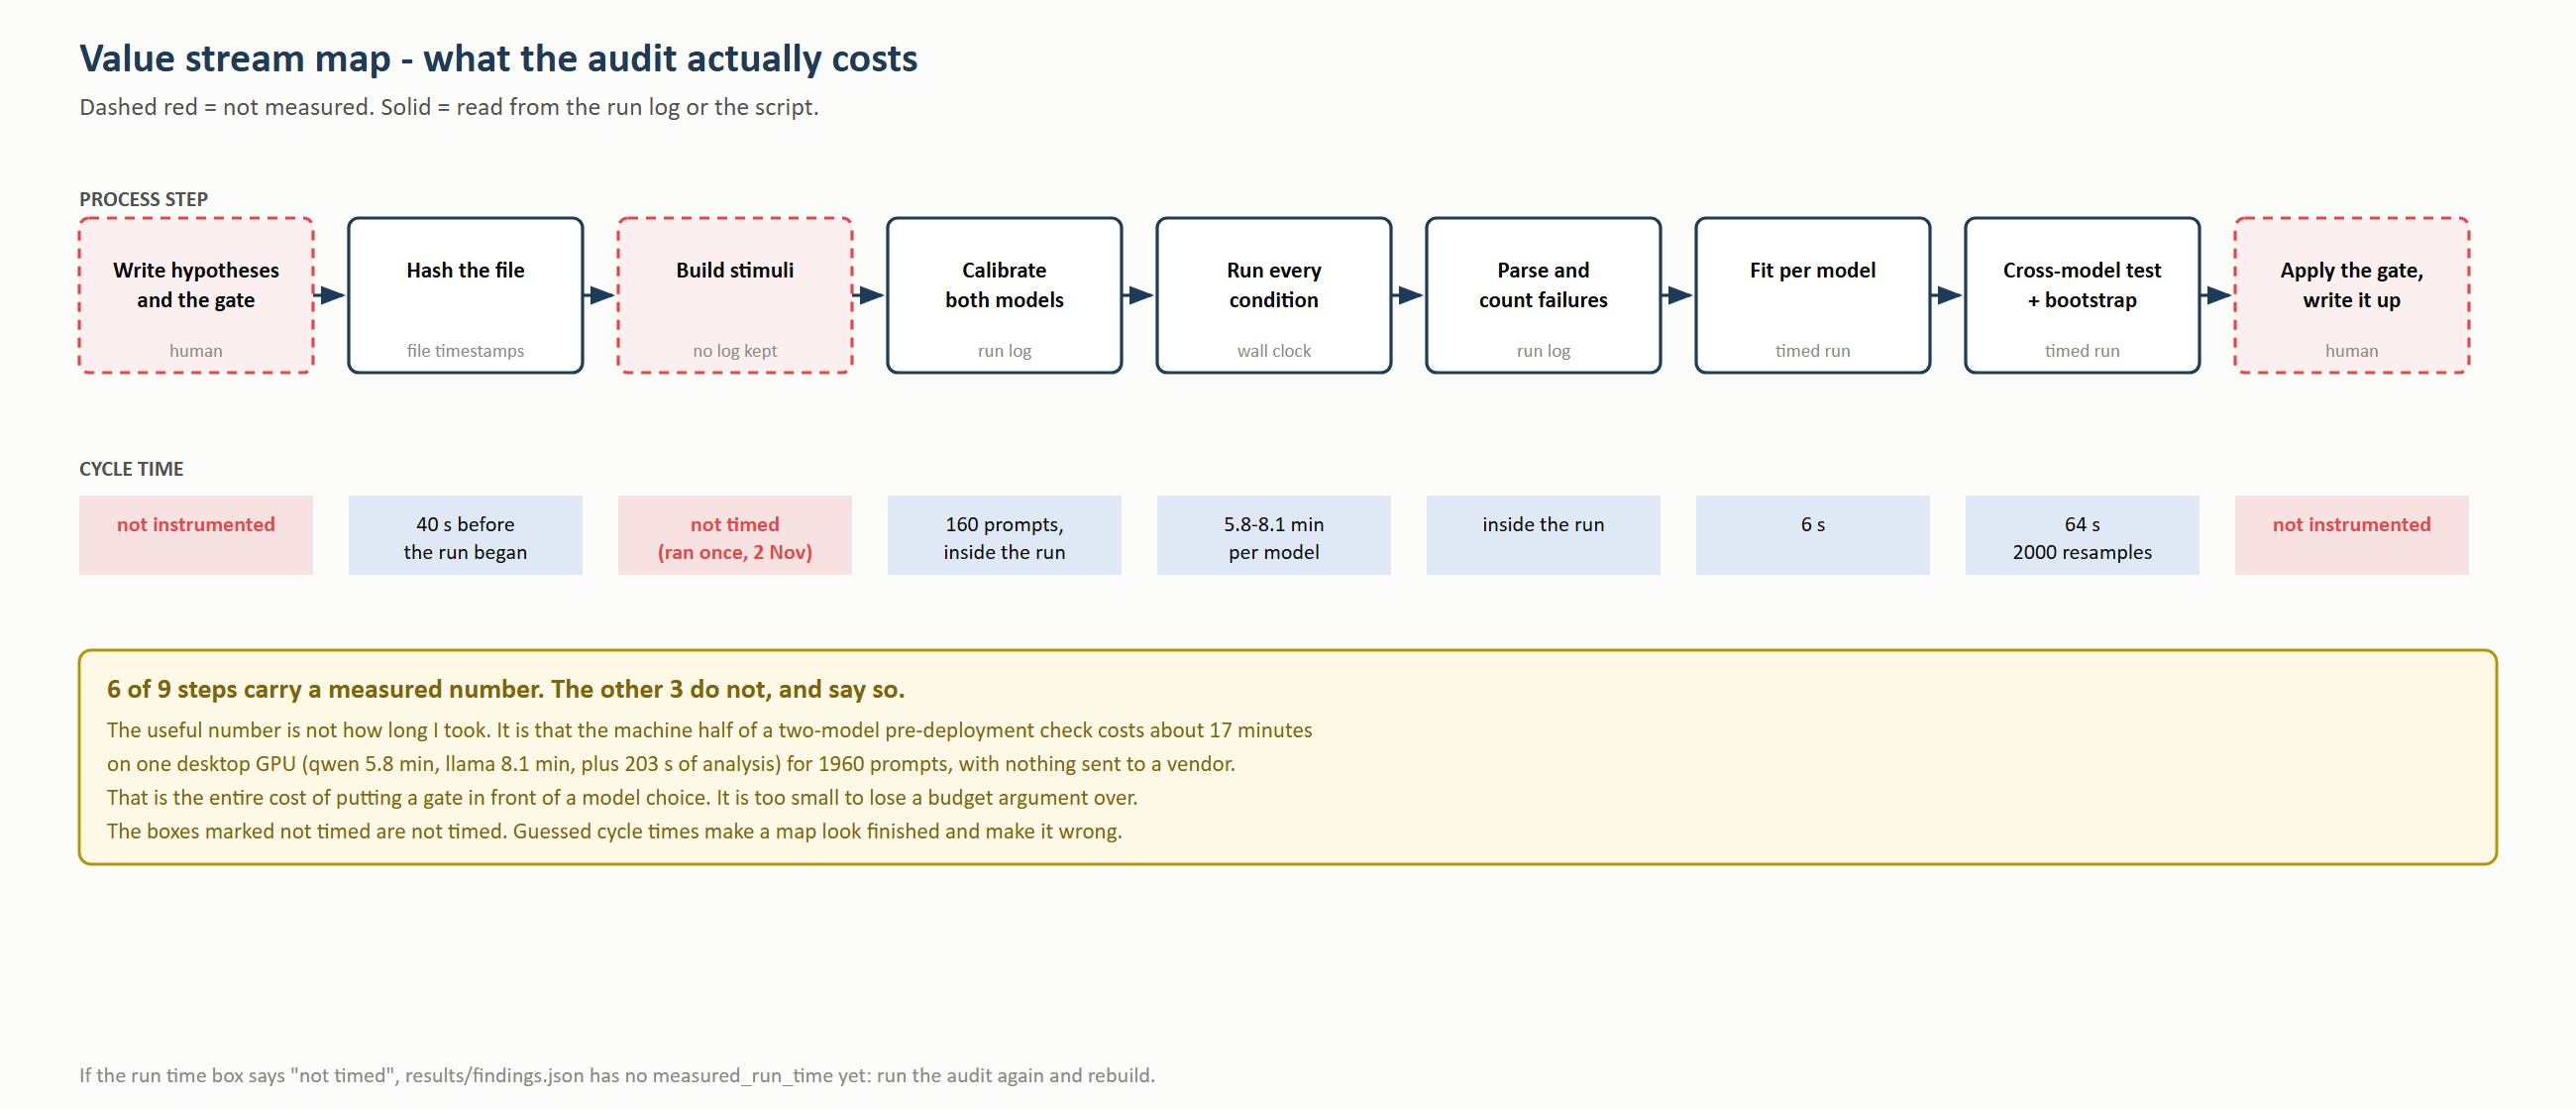 Value stream map - what the audit actually costs
Dashed red = not measured. Solid = read from the run log or the script.
PROCESS STEP
Write hypotheses
and the gate
human
Hash the file
file timestamps
Build stimuli
no log kept
Calibrate
both models
run log
Run every
condition
wall clock
Parse and
count failures
run log
Fit per model
timed run
Cross-model test
+ bootstrap
timed run
Apply the gate,
write it up
human
CYCLE TIME
not instrumented
40 s before
the run began
not timed
(ran once, 2 Nov)
160 prompts,
inside the run
5.8-8.1 min
per model
inside the run
6 s
64 s
2000 resamples
not instrumented
6 of 9 steps carry a measured number. The other 3 do not, and say so.
The useful number is not how long I took. It is that the machine half of a two-model pre-deployment check costs about 17 minutes
on one desktop GPU (qwen 5.8 min, llama 8.1 min, plus 203 s of analysis) for 1960 prompts, with nothing sent to a vendor.
That is the entire cost of putting a gate in front of a model choice. It is too small to lose a budget argument over.
The boxes marked not timed are not timed. Guessed cycle times make a map look finished and make it wrong.
If the run time box says "not timed", results/findings.json has no measured_run_time yet: run the audit again and rebuild.